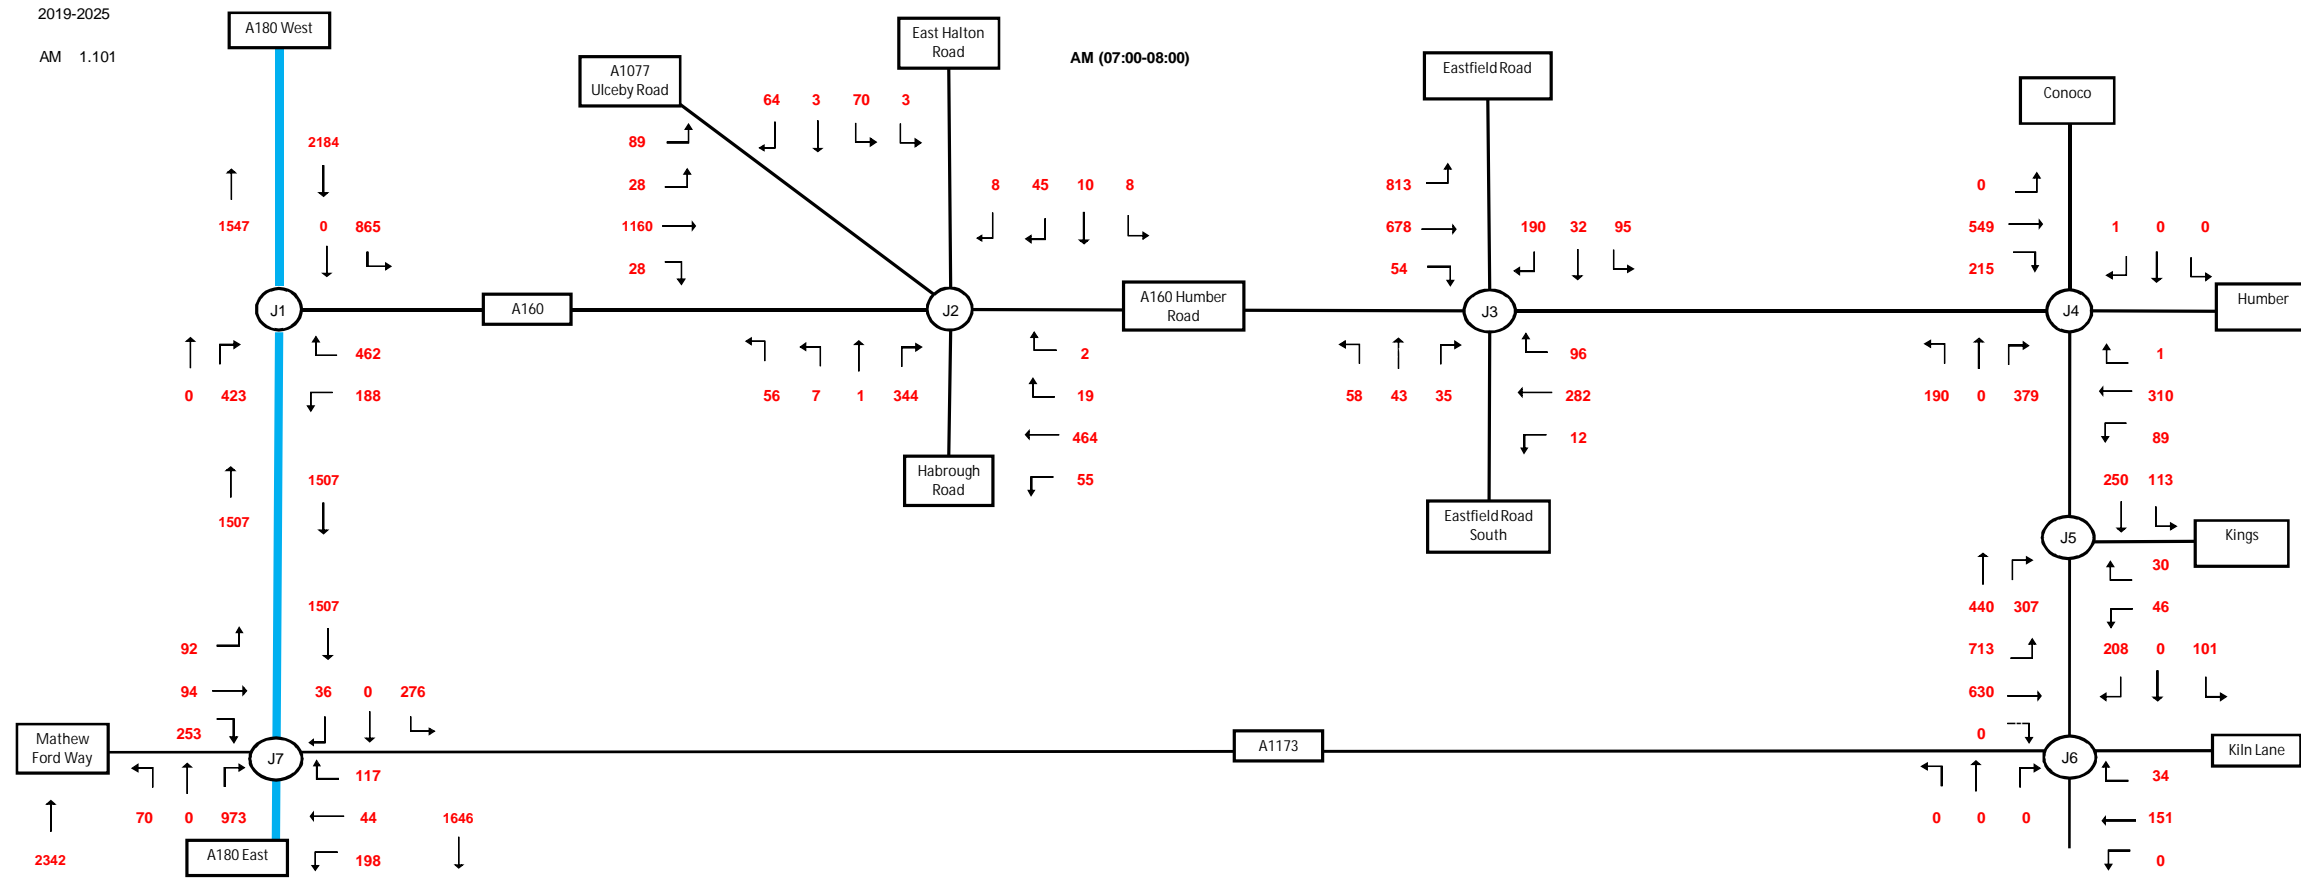 2019-2025
A180 West
East Halton
Road
AM 1.101
AM (07:00-08:00)
A1077
Ulceby Road
Eastfield Road
Conoco
64 3 70 3
89
2184
28
8 45 10 8
813
0
1547
0 865
1160
678
190 32 95
549
1 0 0
28
54
215
J1
A160
J2
A160 Humber
Road
J3
J4
Humber
462
2
96
1
0 423
188
56 7 1 344
19
58 43 35
282
190 0 379
310
464
12
89
1507
Habrough
Road
55
250 113
1507
Eastfield Road
South
J5
Kings
30
1507
440 307
46
92
713
208 0 101
94
36 0 276
630
253
0
Mathew
Ford Way
J7
A1173
J6
Kiln Lane
117
34
70 0 973
44
1646
0 0 0
151
2342
A180 East
198
0